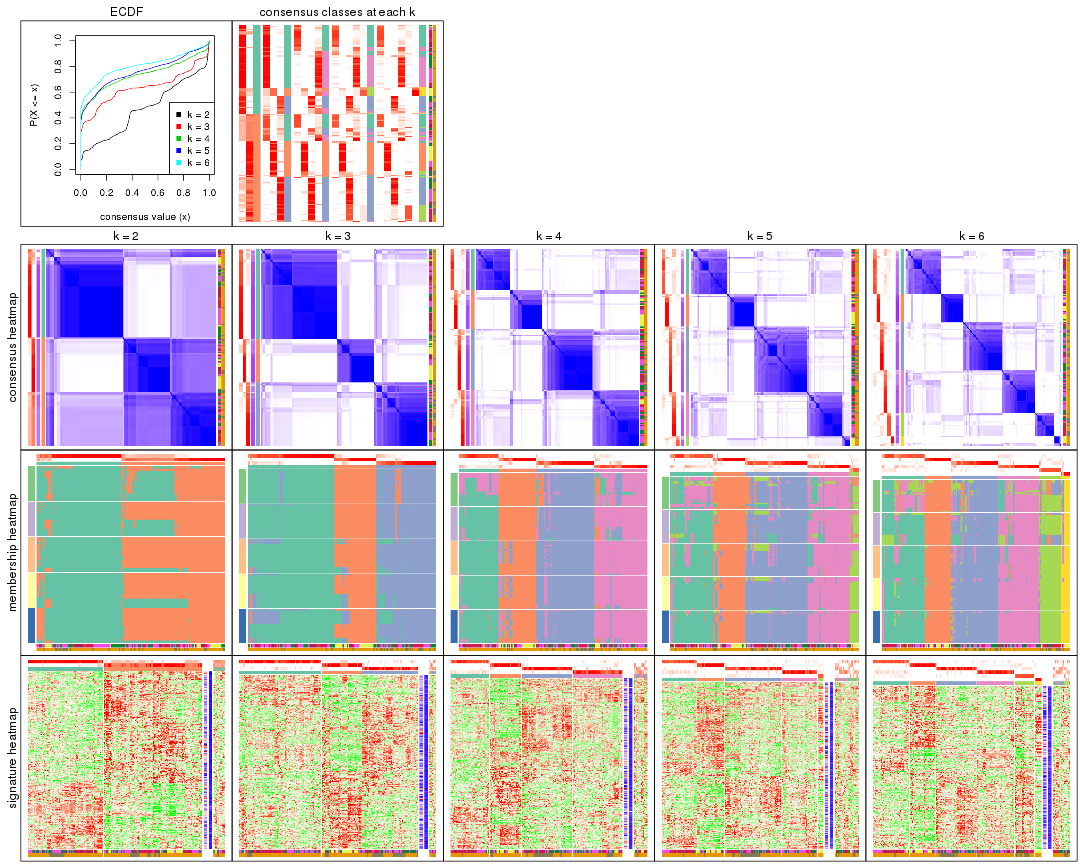 ECDF
consensus classes at each k
P(X <= x)
0.0 0.2 0.4 0.6 0.8 1.0
k = 2
k = 3
k = 4
k = 5
k = 6
0.0 0.2 0.4 0.6 0.8 1.0
consensus value (x)
k = 2
k = 3
k = 4
k = 5
k = 6
consensus heatmap
membership heatmap
signature heatmap